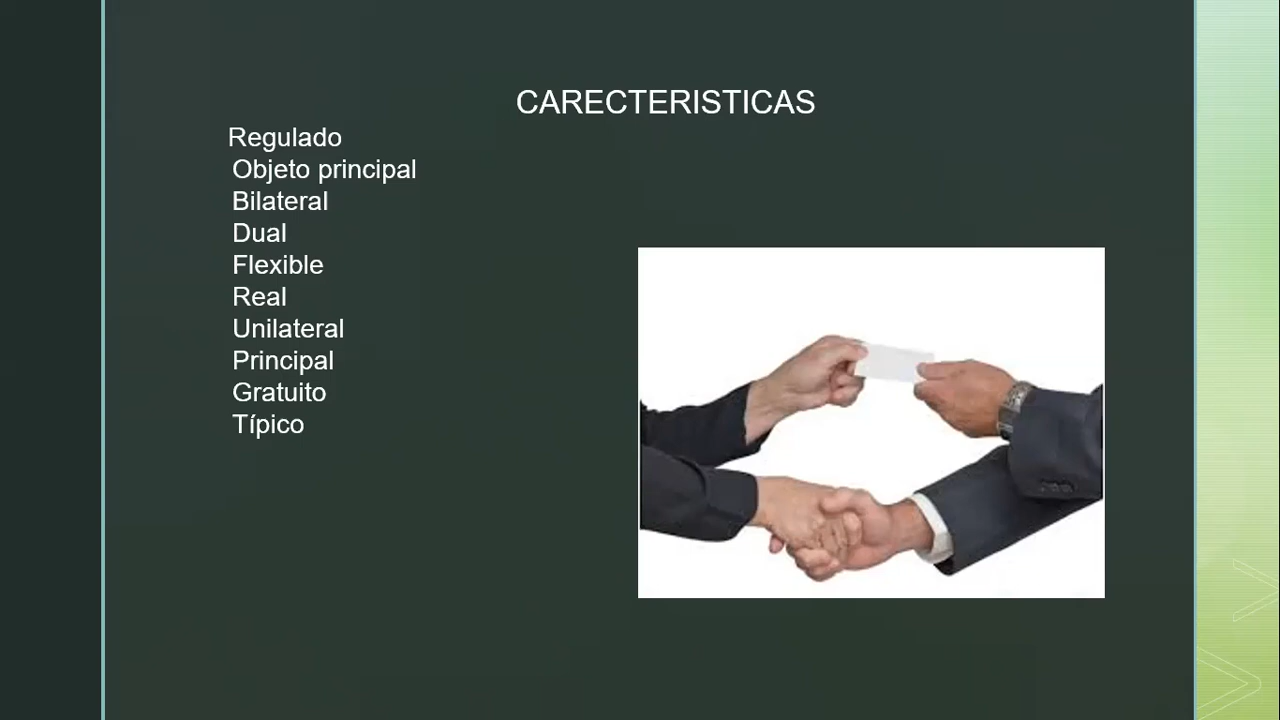 CARECTERISTICAS
Regulado
Objeto principal
Bilateral
Dual
Flexible
Real
Unilateral
Principal
Gratuito
Típico